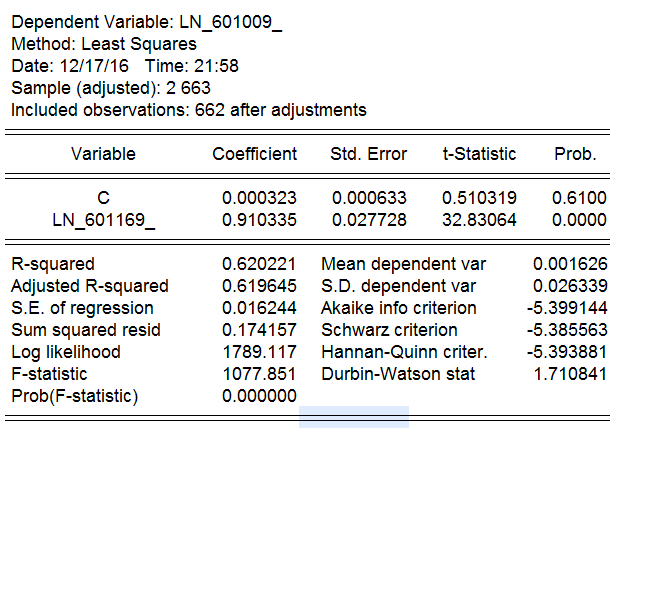 Dependent Variable: LN_601009_
Method: Least Squares
Date: 12/17/16 Time: 21:58
Sample (adjusted): 2 663
Included observations: 662 after adjustments
Variable Coefficient Std. Error t-Statistic Prob.
C 0.000323 0.000633 0.510319 0.6100
LN_601169_ 0.910335 0.027728 32.83064 0.0000
R-squared 0.620221 Mean dependent var 0.001626
Adjusted R-squared 0.619645 S.D. dependent var 0.026339
S.E. of regression 0.016244 Akaike info criterion -5.399144
Sum squared resid 0.174157 Schwarz criterion -5.385563
Log likelihood 1789.117 Hannan-Quinn criter. -5.393881
F-statistic 1077.851 Durbin-Watson stat 1.710841
Prob(F-statistic) 0.000000